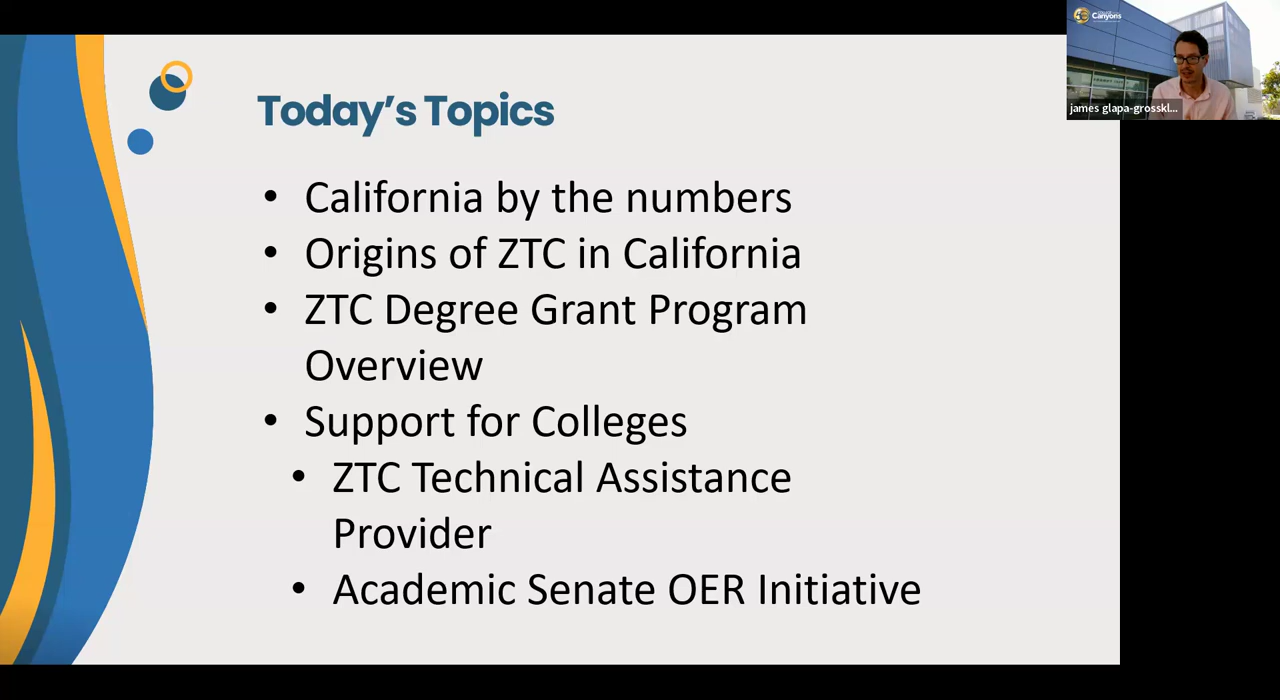 Today's Topics
• California by the numbers
• Origins of ZTC in California
• ZTC Degree Grant Program
Overview
• Support for Colleges
• ZTC Technical Assistance
Provider
• Academic Senate OER Initiative
Canyons
james glapa-grosskl...